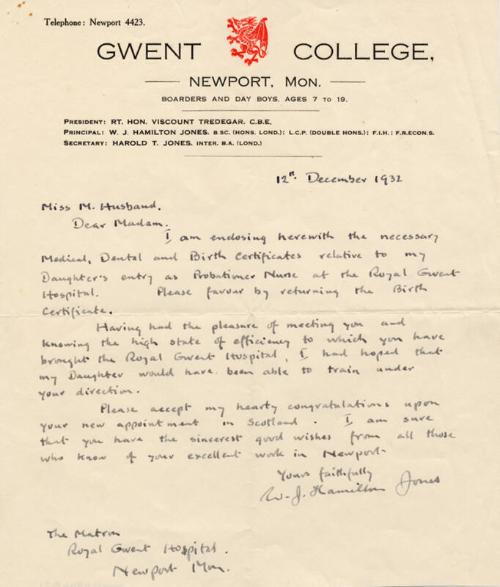 Telephone: Newport 4423.
GWENT COLLEGE,
NEWPORT, MON.
BOARDERS AND DAY BOYS. AGES 7 TO 19.
PRESIDENT: RT. HON. VISCOUNT TREDEGAR. C.B.E.
PRINCIPAL: W. J. HAMILTON JONES. B.SC. (HONS. LOND.); L.C.P. (DOUBLE HONS.); F.I.H.; F.R.ECON.S.
SECRETARY: HAROLD T. JONES. INTER. B.A. (LOND.)
12th December 1932
Miss M. Husband.
Dear Madam.
I am enclosing herewith the necessary
Medical, Dental and Birth Certificates relative to my
Daughter's entry as Probationer Nurse at the Royal Gwent
Hospital. Please favour by returning the Birth
Certificate.
Having had the pleasure of meeting you and
knowing the high state of efficiency to which you have
brought the Royal Gwent Hospital, I had hoped that
my Daughter would have been able to train under
your direction.
Please accept my hearty congratulations upon
your new appointment in Scotland. I am sure
that you have the sincerest good wishes from all those
who know of your excellent work in Newport.
Yours faithfully
W. J. Hamilton Jones
The Matron
Royal Gwent Hospital.
Newport Mon.